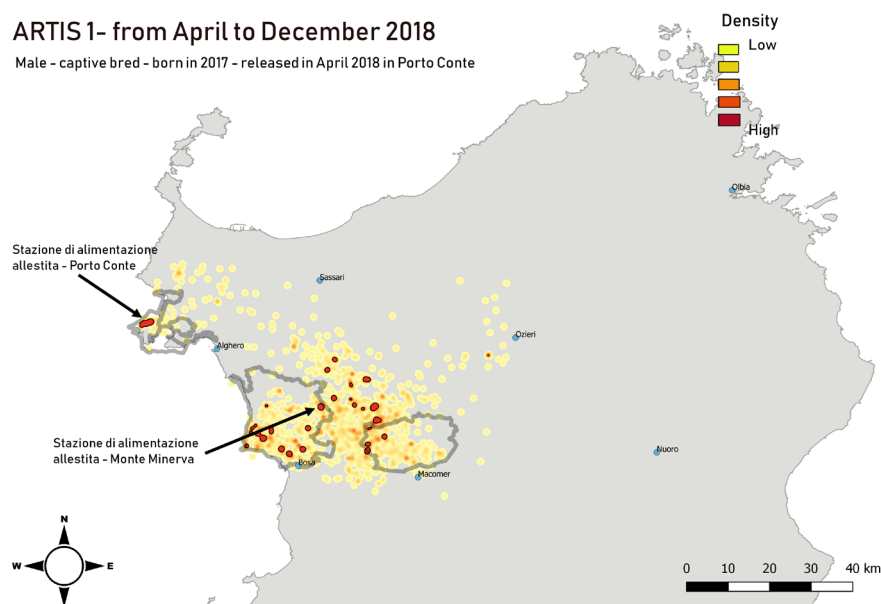 ARTIS 1- from April to December 2018
Male - captive bred - born in 2017 - released in April 2018 in Porto Conte
Density
Low
High
Olbia
Stazione di alimentazione
allestita - Porto Conte
Sassari
Ozieri
Alghero
Stazione di alimentazione
allestita - Monte Minerva
Bosa
Macomer
Nuoro
N
W
E
S
0 10 20 30 40 km